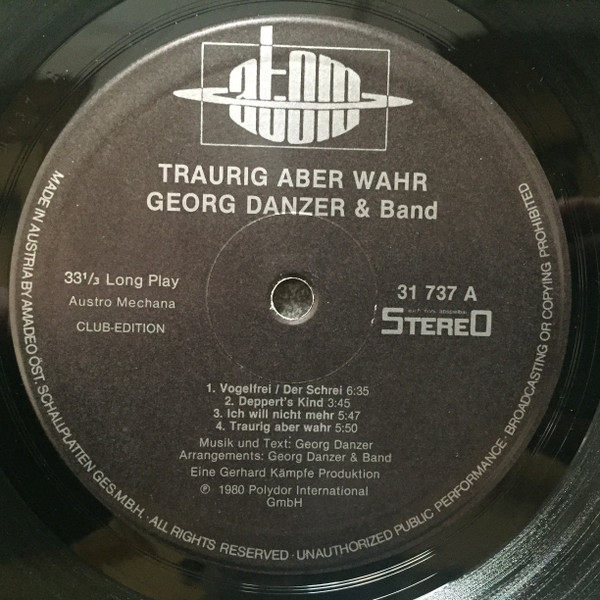 atom
TRAURIG ABER WAHR
GEORG DANZER & Band
33 1/3 Long Play
Austro Mechana
CLUB-EDITION
31 737 A
STEREO
1. Vogelfrei / Der Schrei 6:35
2. Deppert's Kind 3:45
3. Ich will nicht mehr 5:47
4. Traurig aber wahr 5:50
Musik und Text: Georg Danzer
Arrangements: Georg Danzer & Band
Eine Gerhard Kämpfe Produktion
℗ 1980 Polydor International
GmbH
MADE IN AUSTRIA BY AMADEO ÖST. SCHALLPLATTEN GES.M.B.H. · ALL RIGHTS RESERVED · UNAUTHORIZED PUBLIC PERFORMANCE · BROADCASTING OR COPYING PROHIBITED